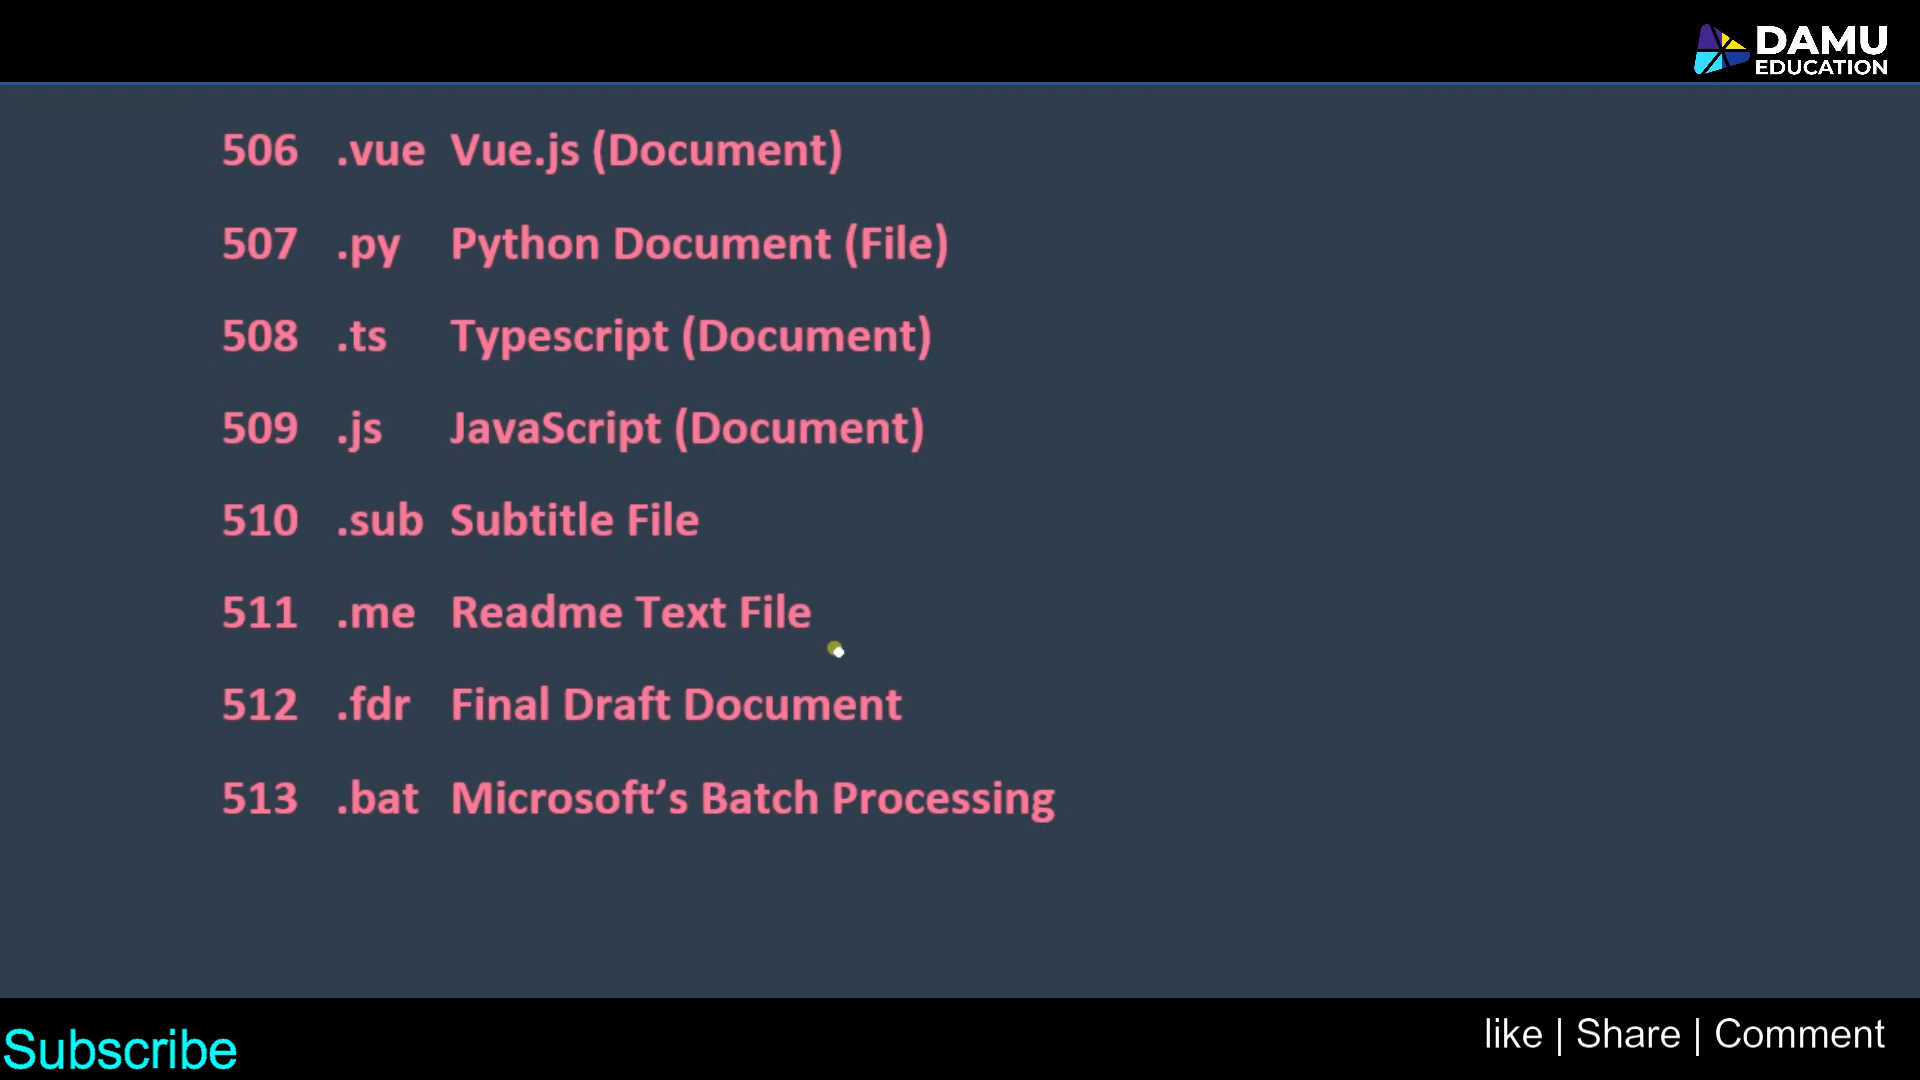 DAMU
EDUCATION
506 .vue Vue.js (Document)
507 .py Python Document (File)
508 .ts Typescript (Document)
509 .js JavaScript (Document)
510 .sub Subtitle File
511 .me Readme Text File
512 .fdr Final Draft Document
513 .bat Microsoft’s Batch Processing
Subscribe
like | Share | Comment